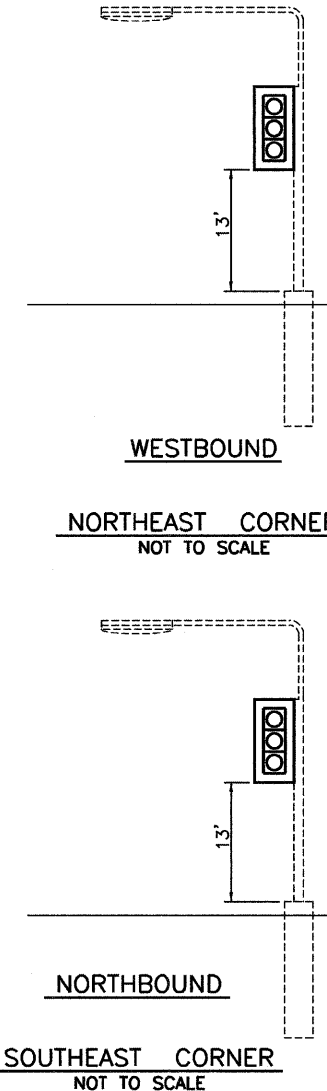 13'
WESTBOUND
NORTHEAST CORNER
NOT TO SCALE
13'
NORTHBOUND
SOUTHEAST CORNER
NOT TO SCALE